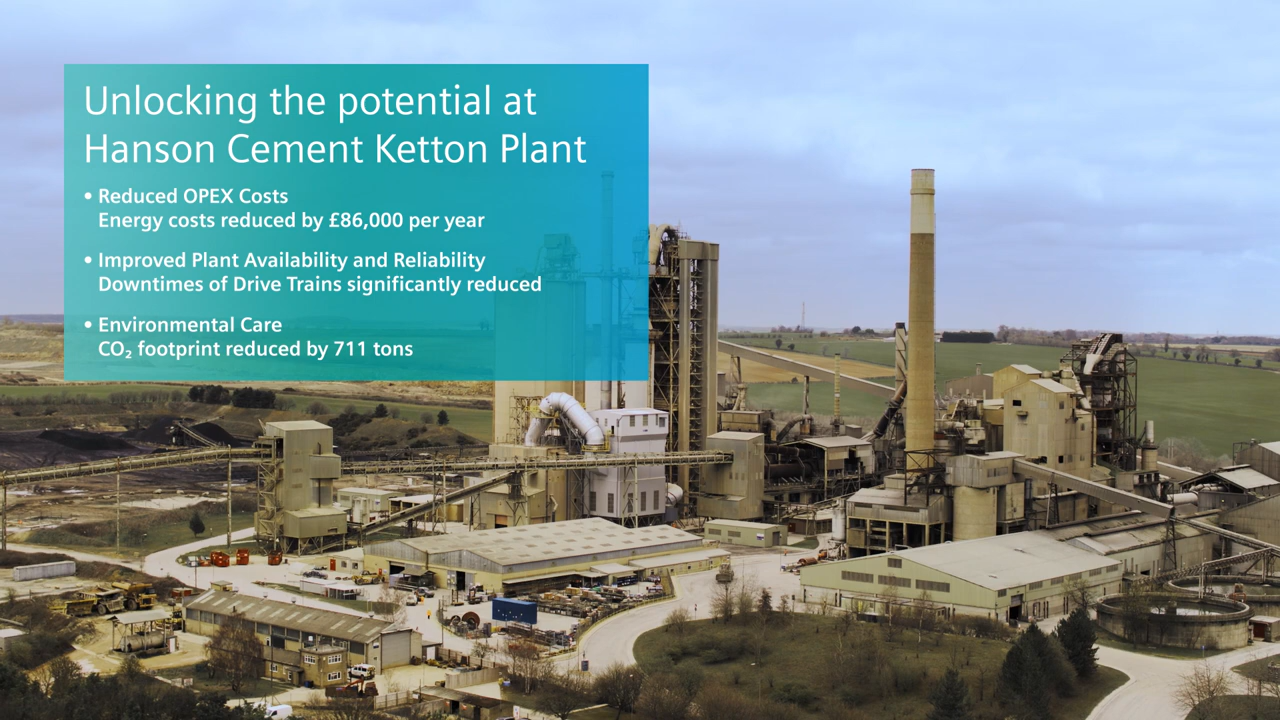 Unlocking the potential at
Hanson Cement Ketton Plant
• Reduced OPEX Costs
Energy costs reduced by £86,000 per year
• Improved Plant Availability and Reliability
Downtimes of Drive Trains significantly reduced
• Environmental Care
CO₂ footprint reduced by 711 tons